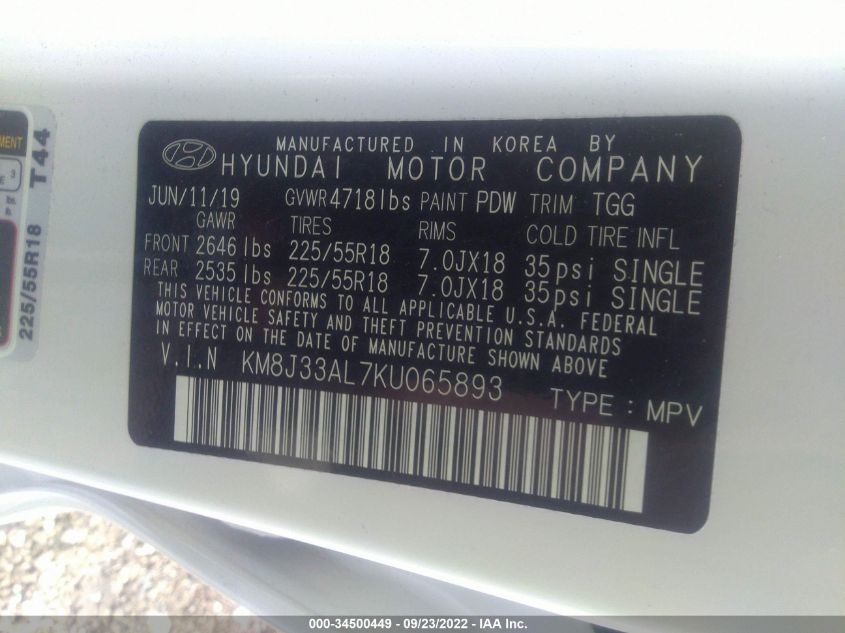 MANUFACTURED IN KOREA BY
HYUNDAI MOTOR COMPANY
JUN/11/19 GVWR 4718lbs PAINT PDW TRIM TGG
GAWR TIRES RIMS COLD TIRE INFL
FRONT 2646 lbs 225/55R18 7.0JX18 35psi SINGLE
REAR 2535 lbs 225/55R18 7.0JX18 35psi SINGLE
THIS VEHICLE CONFORMS TO ALL APPLICABLE U.S.A. FEDERAL
MOTOR VEHICLE SAFETY AND THEFT PREVENTION STANDARDS
IN EFFECT ON THE DATE OF MANUFACTURE SHOWN ABOVE
V.I.N KM8J33AL7KU065893
TYPE : MPV
225/55R18 T44
3
000-34500449 - 09/23/2022 - IAA Inc.